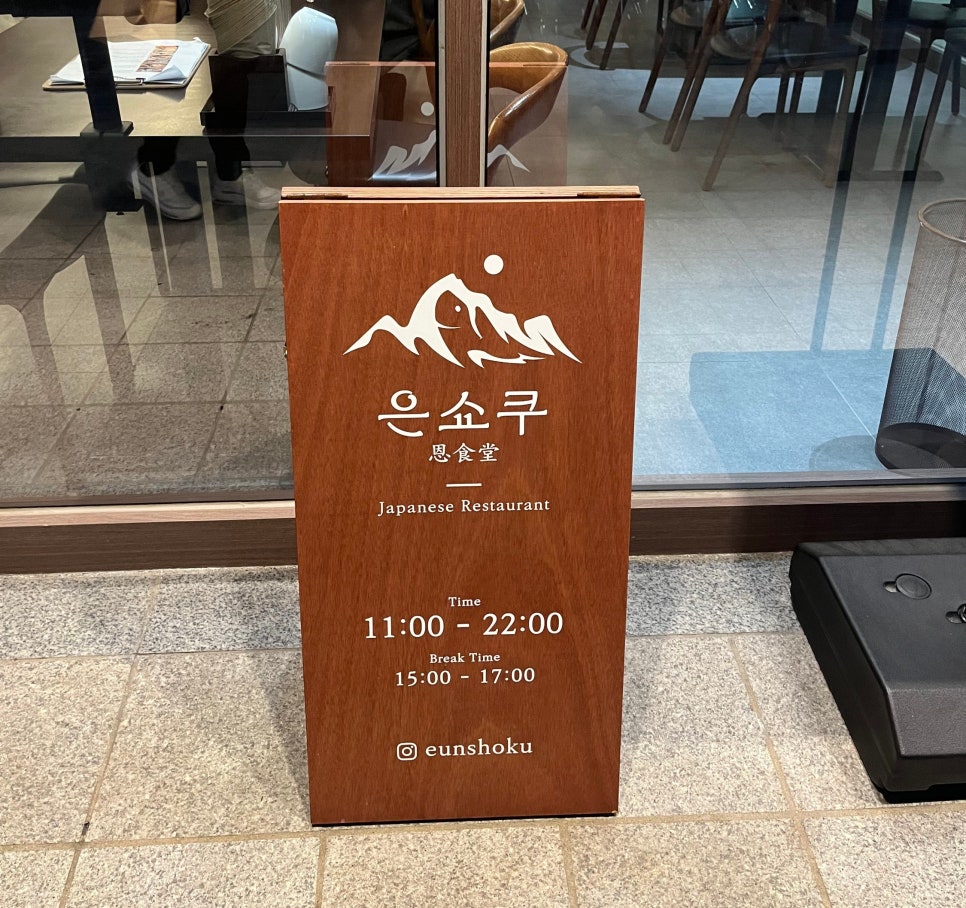 은쇼쿠
恩食堂
Japanese Restaurant
Time
11:00 - 22:00
Break Time
15:00 - 17:00
eunshoku